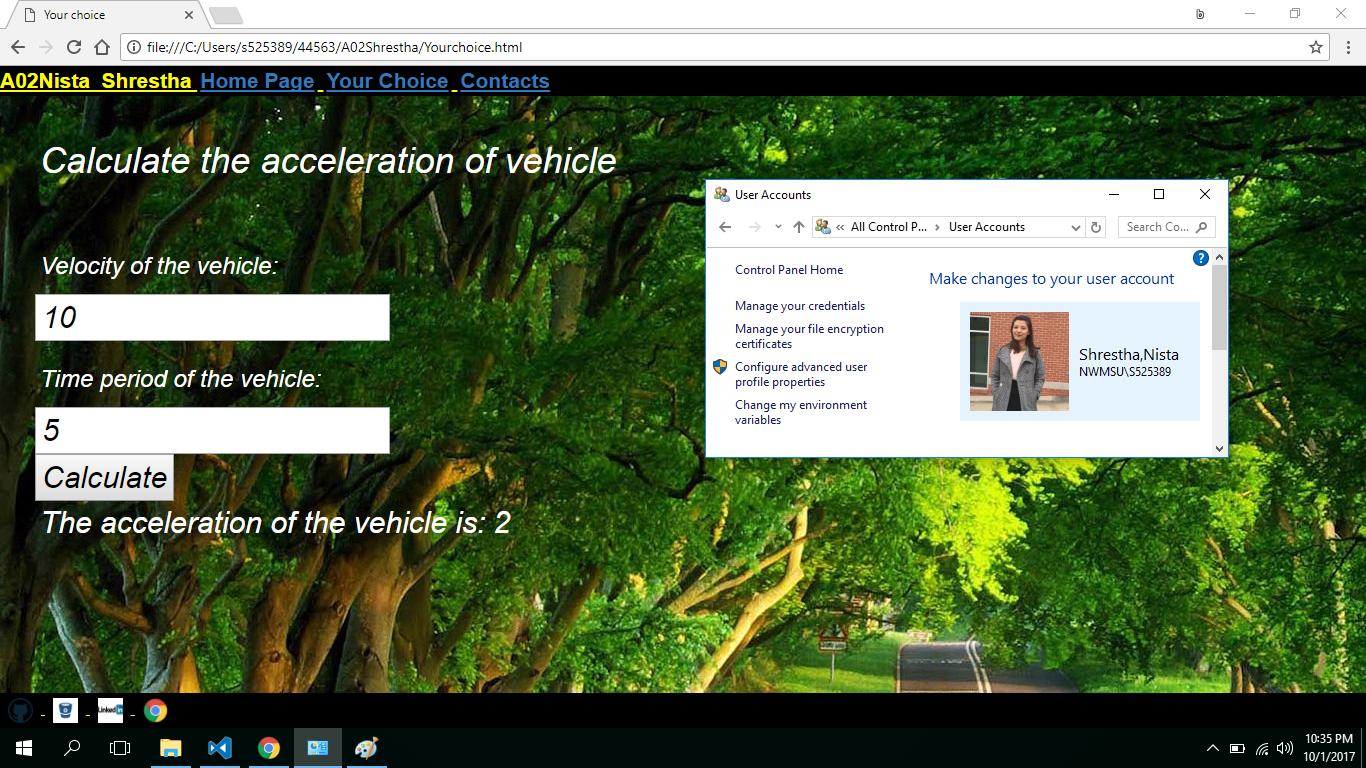 Your choice
file:///C:/Users/s525389/44563/A02Shrestha/Yourchoice.html
A02Nista Shrestha Home Page Your Choice Contacts
Calculate the acceleration of vehicle
Velocity of the vehicle:
10
Time period of the vehicle:
5
Calculate
The acceleration of the vehicle is: 2
User Accounts
« All Control P... › User Accounts
Search Co...
Control Panel Home
Manage your credentials
Manage your file encryption
certificates
Configure advanced user
profile properties
Change my environment
variables
Make changes to your user account
Shrestha,Nista
NWMSU\S525389
- - -
Linked in
10:35 PM
10/1/2017